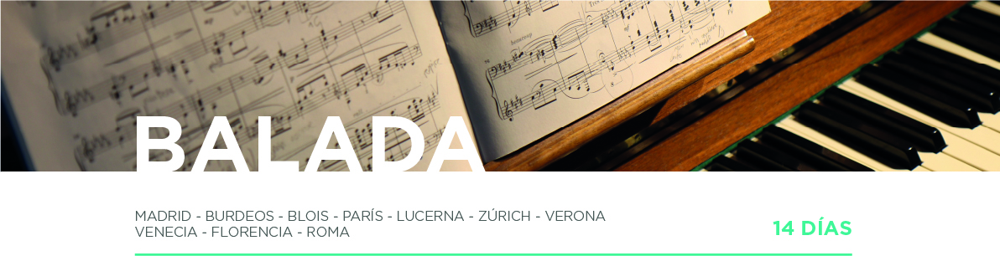 BALADA
MADRID - BURDEOS - BLOIS - PARÍS - LUCERNA - ZÚRICH - VERONA
VENECIA - FLORENCIA - ROMA
14 DÍAS